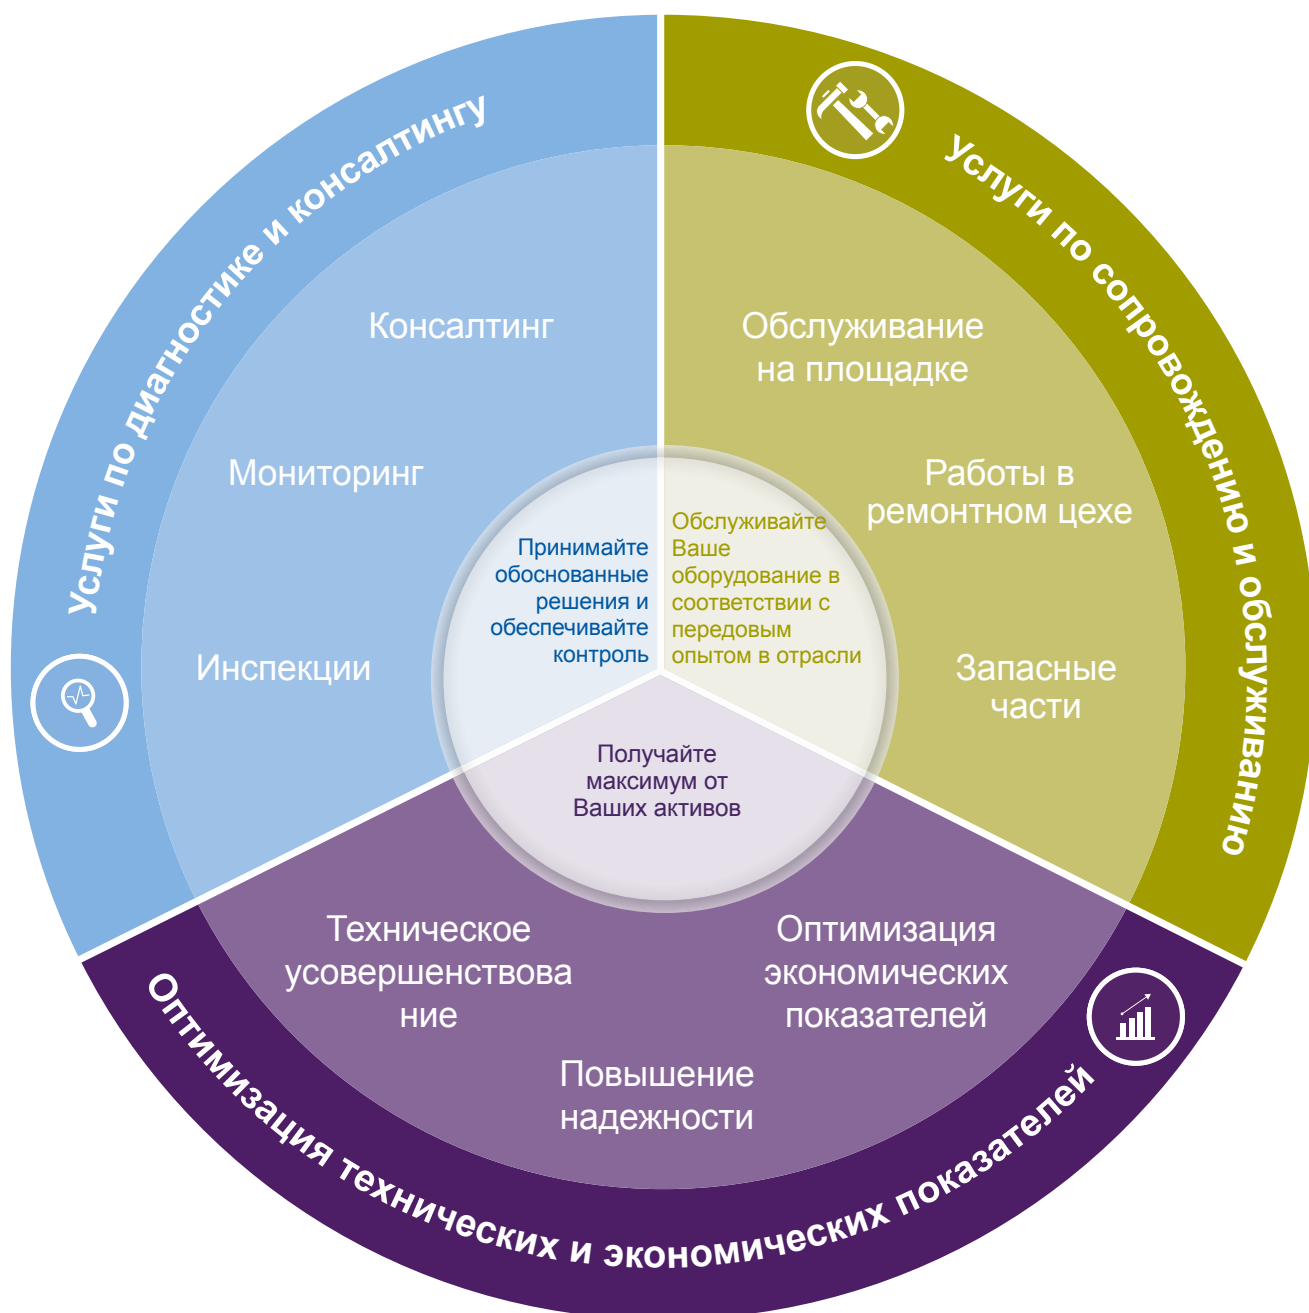 Услуги по диагностике и консалтингу
Консалтинг
Мониторинг
Инспекции
Принимайте
обоснованные
решения и
обеспечивайте
контроль
Услуги по сопровождению и обслуживанию
Обслуживание
на площадке
Работы в
ремонтном цехе
Запасные
части
Обслуживайте
Ваше
оборудование в
соответствии с
передовым
опытом в отрасли
Получайте
максимум от
Ваших активов
Техническое
усовершенствова
ние
Повышение
надежности
Оптимизация
экономических
показателей
Оптимизация технических и экономических показателей